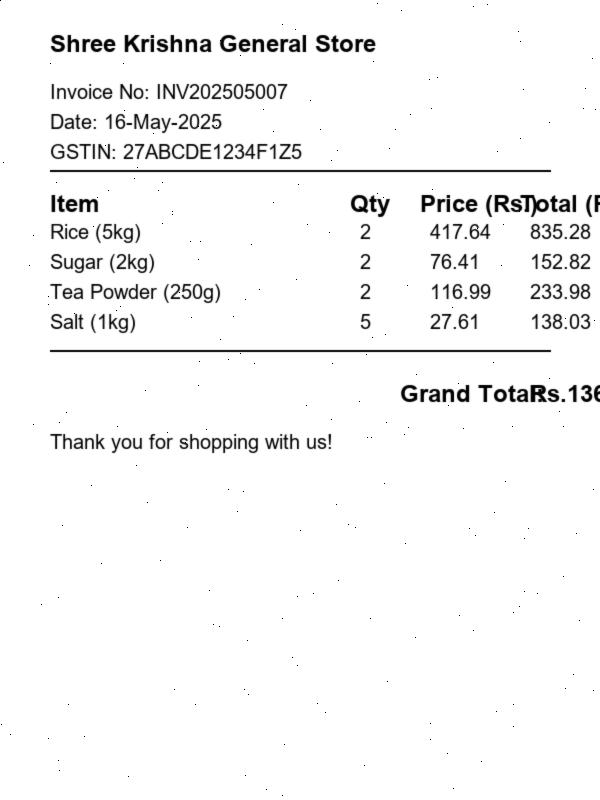 Shree Krishna General Store
Invoice No: INV202505007
Date: 16-May-2025
GSTIN: 27ABCDE1234F1Z5
Item Qty Price (Rs) Total (R
Rice (5kg) 2 417.64 835.28
Sugar (2kg) 2 76.41 152.82
Tea Powder (250g) 2 116.99 233.98
Salt (1kg) 5 27.61 138.03
Grand Total Rs.136
Thank you for shopping with us!